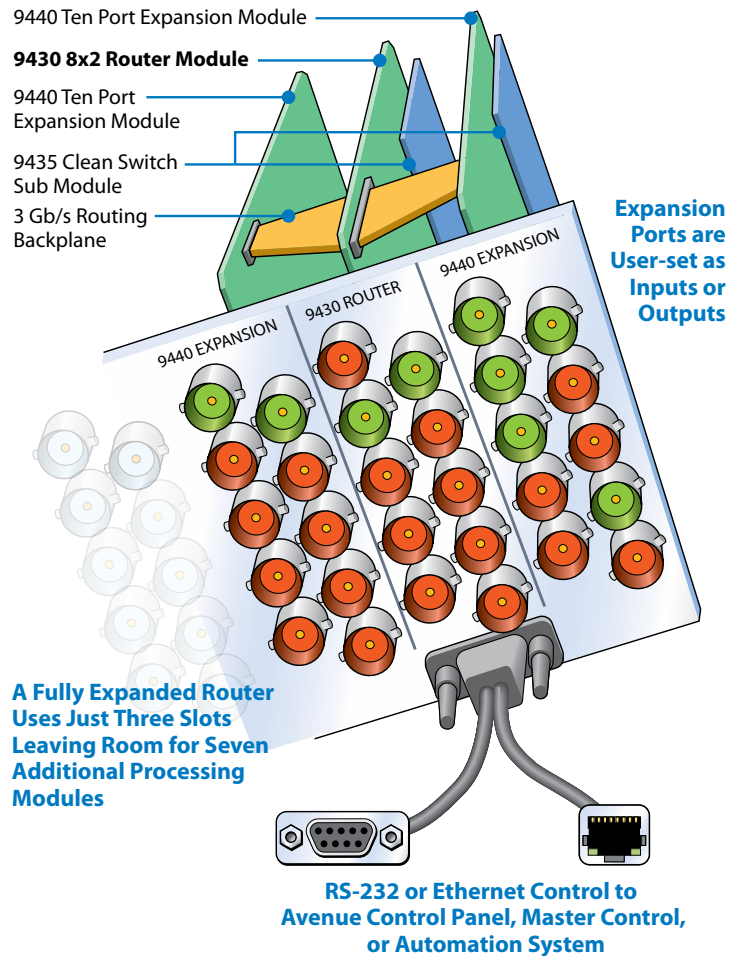 9440 Ten Port Expansion Module
9430 8x2 Router Module
9440 Ten Port
Expansion Module
9435 Clean Switch
Sub Module
3 Gb/s Routing
Backplane
Expansion
Ports are
User-set as
Inputs or
Outputs
9440 EXPANSION
9430 ROUTER
9440 EXPANSION
A Fully Expanded Router
Uses Just Three Slots
Leaving Room for Seven
Additional Processing
Modules
RS-232 or Ethernet Control to
Avenue Control Panel, Master Control,
or Automation System